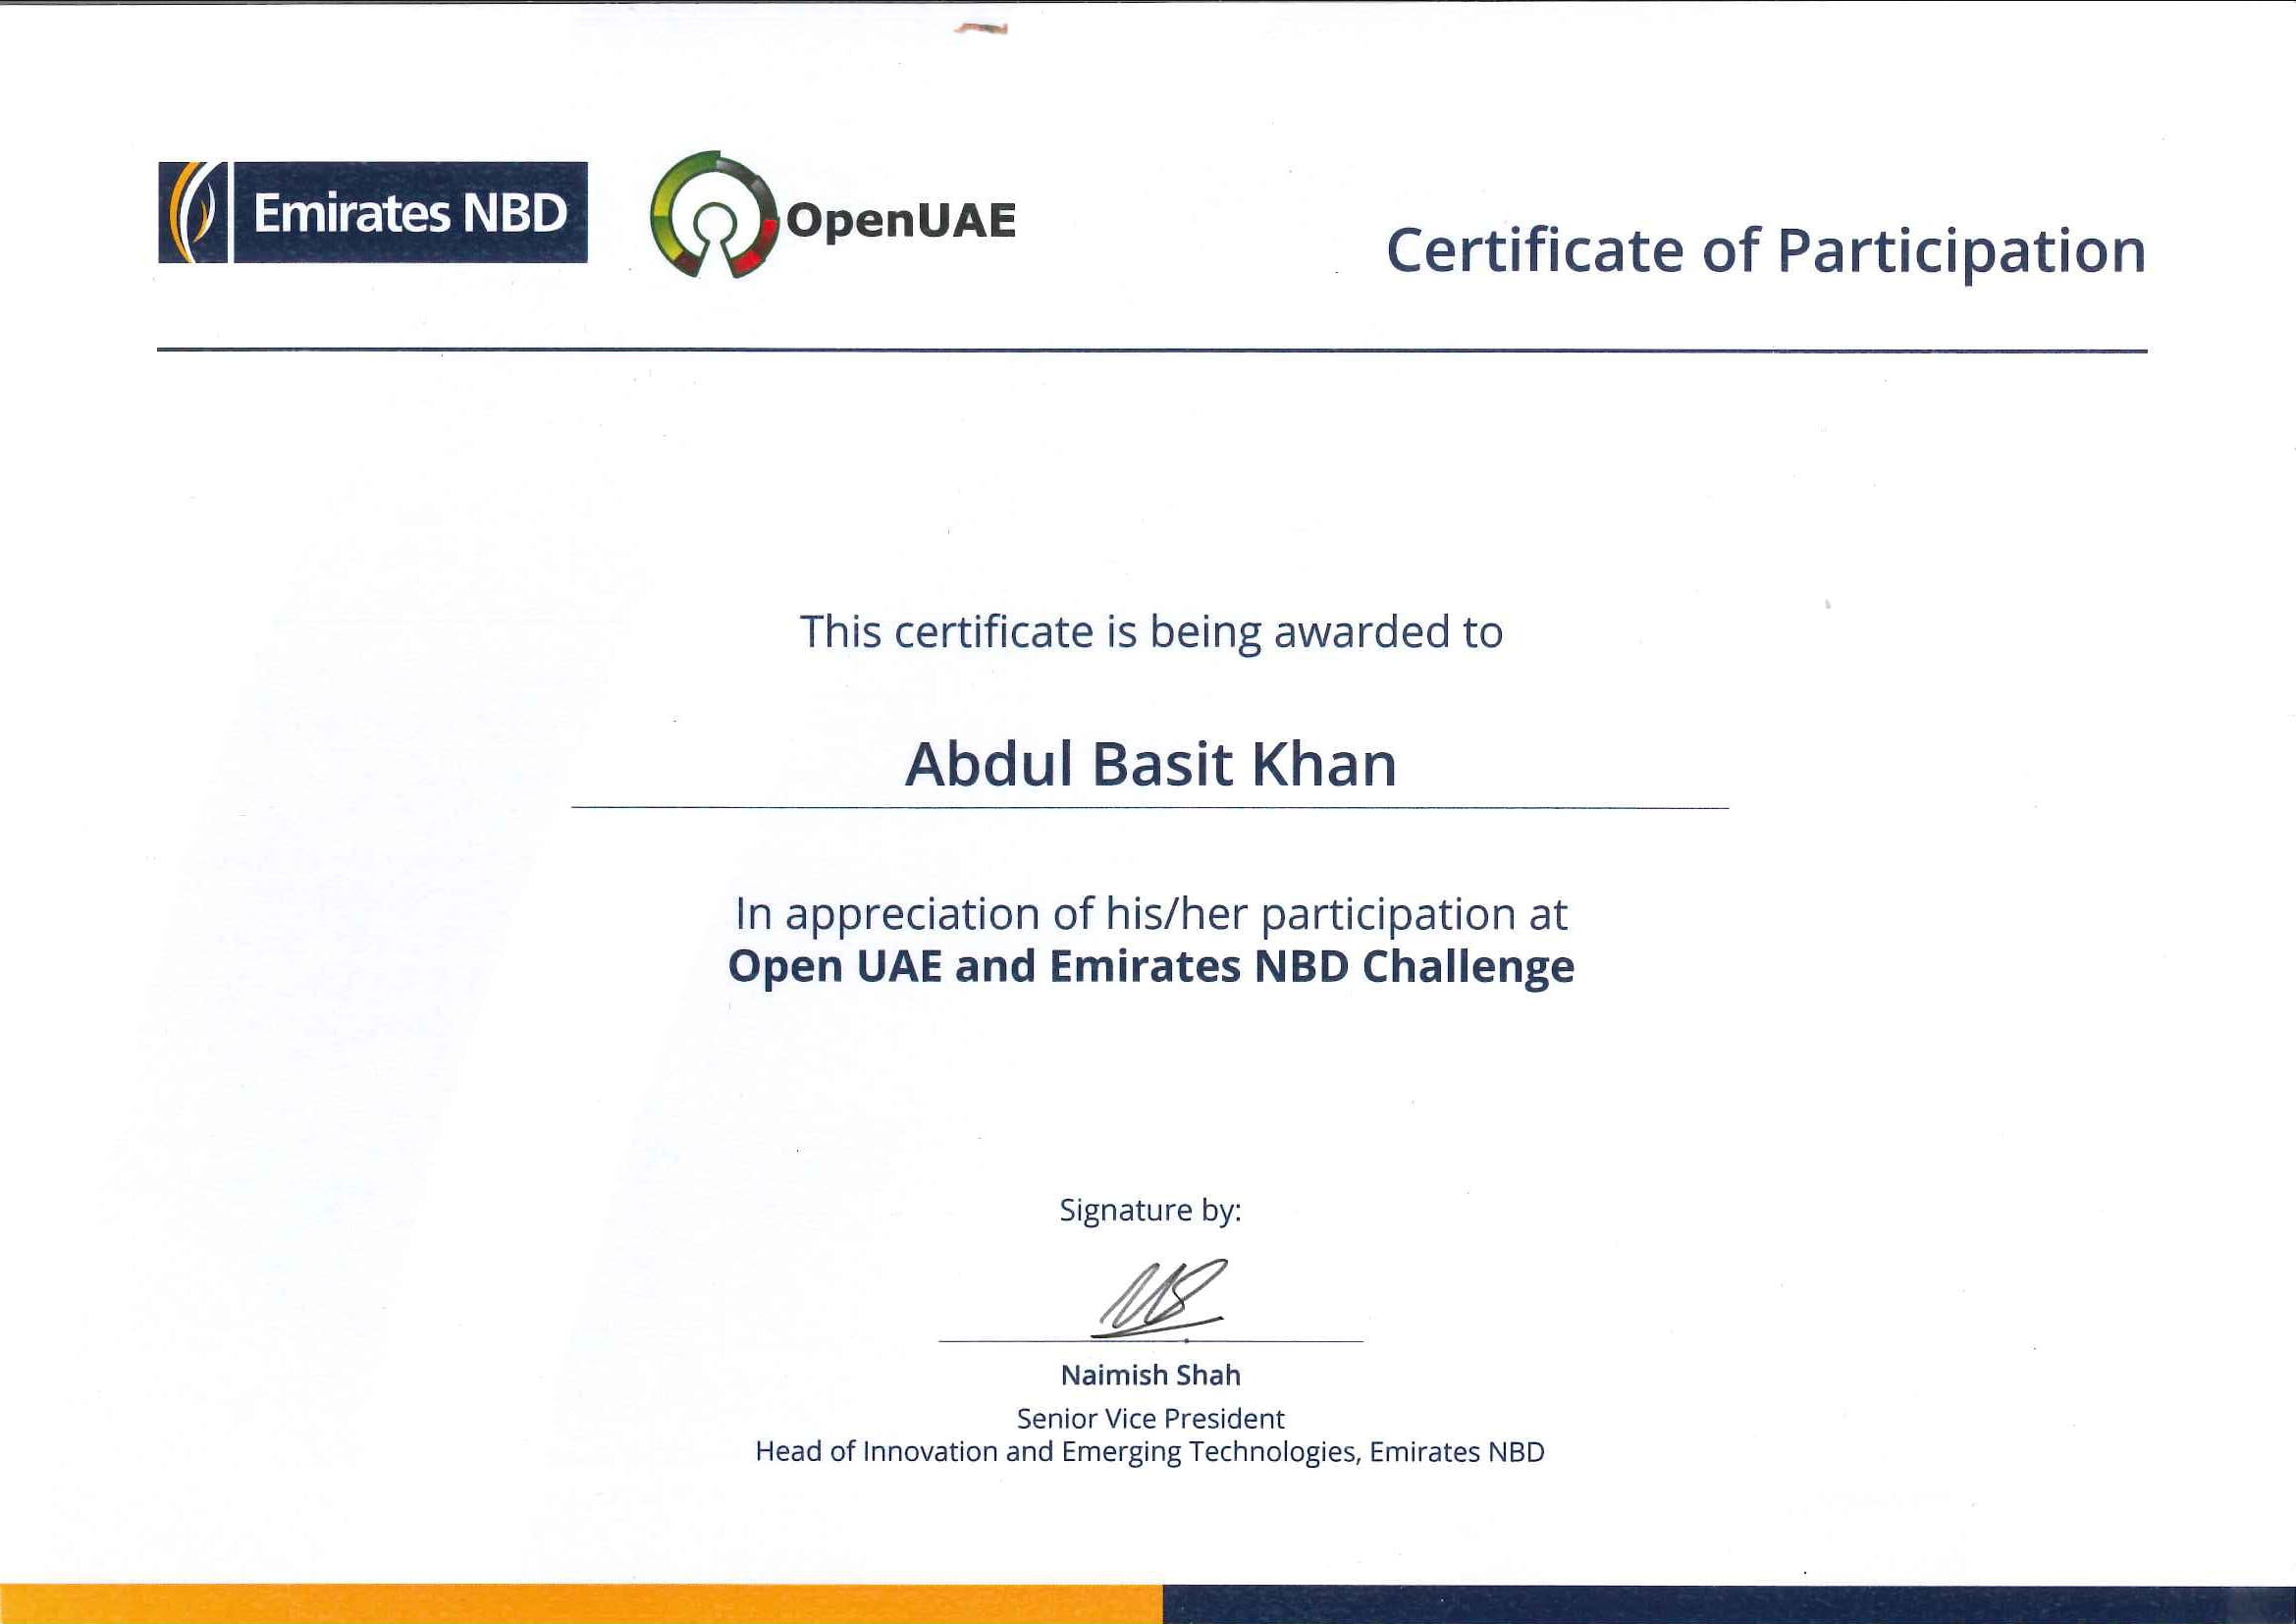 Emirates NBD
OpenUAE
Certificate of Participation
This certificate is being awarded to
Abdul Basit Khan
In appreciation of his/her participation at
Open UAE and Emirates NBD Challenge
Signature by:
Naimish Shah
Senior Vice President
Head of Innovation and Emerging Technologies, Emirates NBD